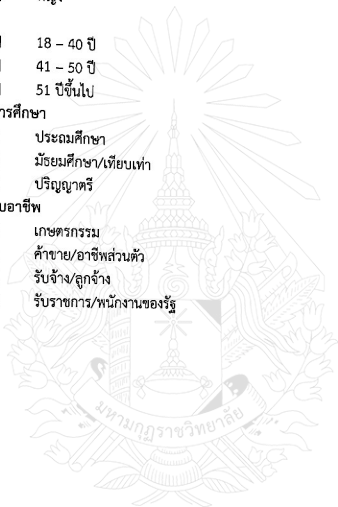 18 – 40 ปี
41 – 50 ปี
51 ปีขึ้นไป
ารศึกษา
ประถมศึกษา
มัธยมศึกษา/เทียบเท่า
ปริญญาตรี
บอาชีพ
เกษตรกรรม
ค้าขาย/อาชีพส่วนตัว
รับจ้าง/ลูกจ้าง
รับราชการ/พนักงานของรัฐ
มหามกุฏราชวิทยาลัย